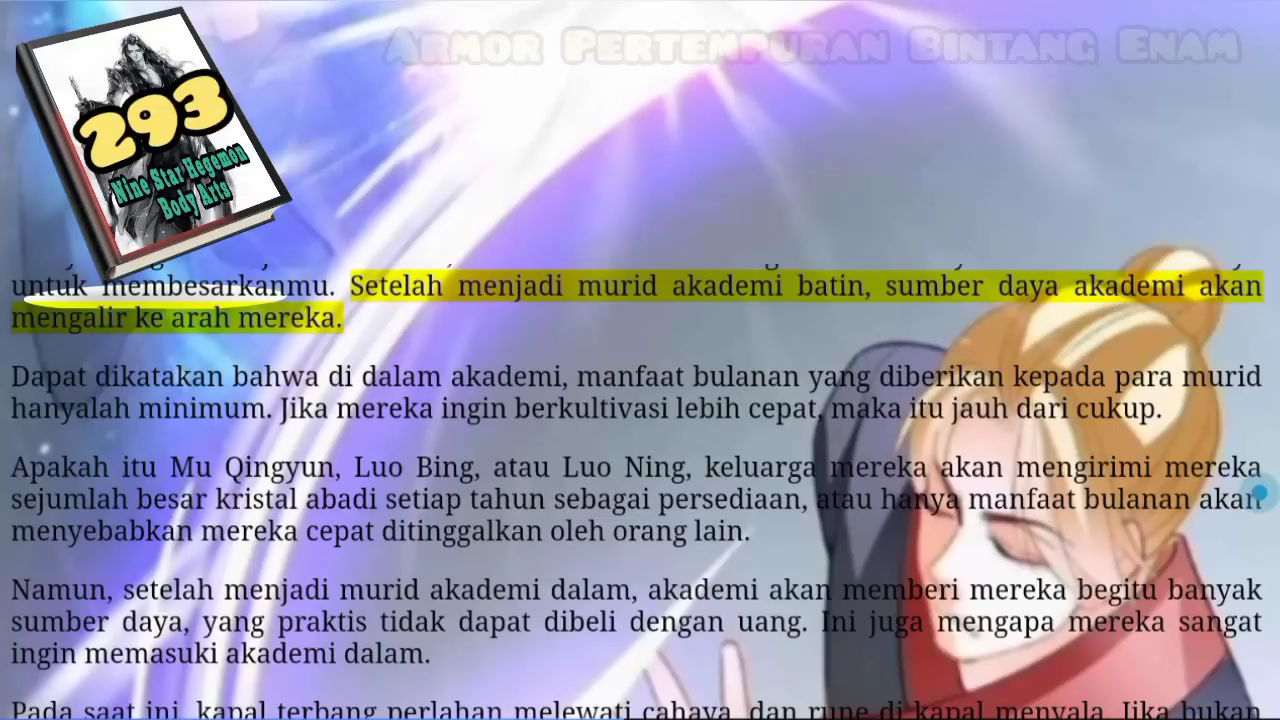 Armor Pertempuran Bintang Enam
293
Nine Star Hegemon
Body Arts
untuk membesarkanmu. Setelah menjadi murid akademi batin, sumber daya akademi akan
mengalir ke arah mereka.
Dapat dikatakan bahwa di dalam akademi, manfaat bulanan yang diberikan kepada para murid
hanyalah minimum. Jika mereka ingin berkultivasi lebih cepat, maka itu jauh dari cukup.
Apakah itu Mu Qingyun, Luo Bing, atau Luo Ning, keluarga mereka akan mengirimi mereka
sejumlah besar kristal abadi setiap tahun sebagai persediaan, atau hanya manfaat bulanan akan
menyebabkan mereka cepat ditinggalkan oleh orang lain.
Namun, setelah menjadi murid akademi dalam, akademi akan memberi mereka begitu banyak
sumber daya, yang praktis tidak dapat dibeli dengan uang. Ini juga mengapa mereka sangat
ingin memasuki akademi dalam.
Pada saat ini, kapal terbang perlahan melewati cahaya, dan rune di kapal menyala. Jika bukan